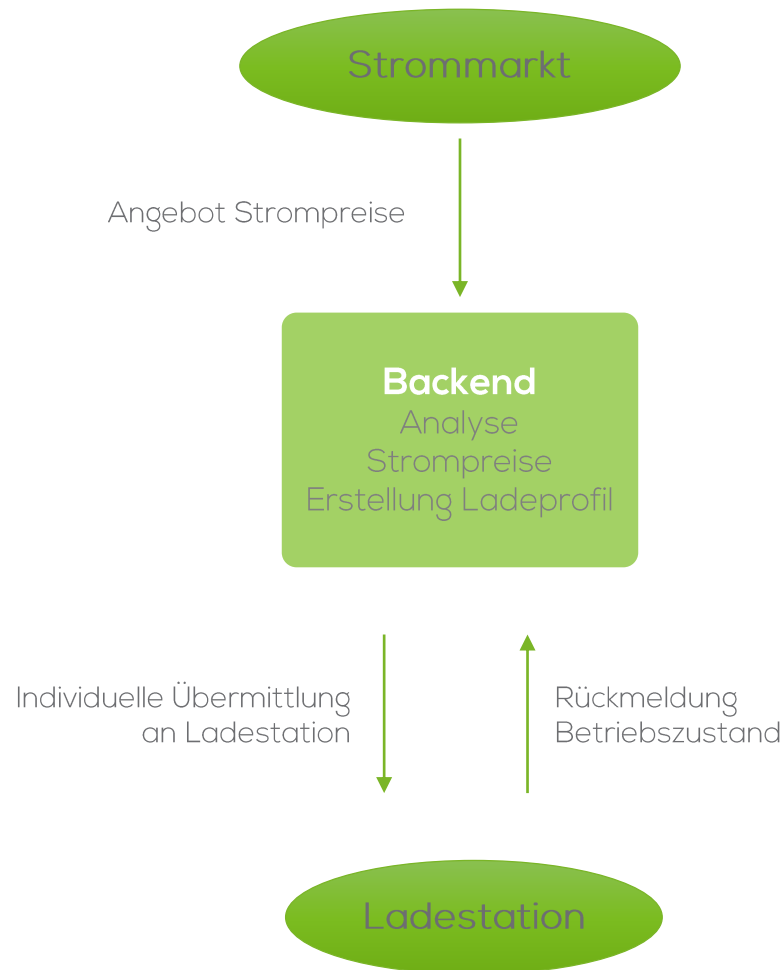 Strommarkt
Angebot Strompreise
Backend
Analyse
Strompreise
Erstellung Ladeprofil
Individuelle Übermittlung
an Ladestation
Rückmeldung
Betriebszustand
Ladestation